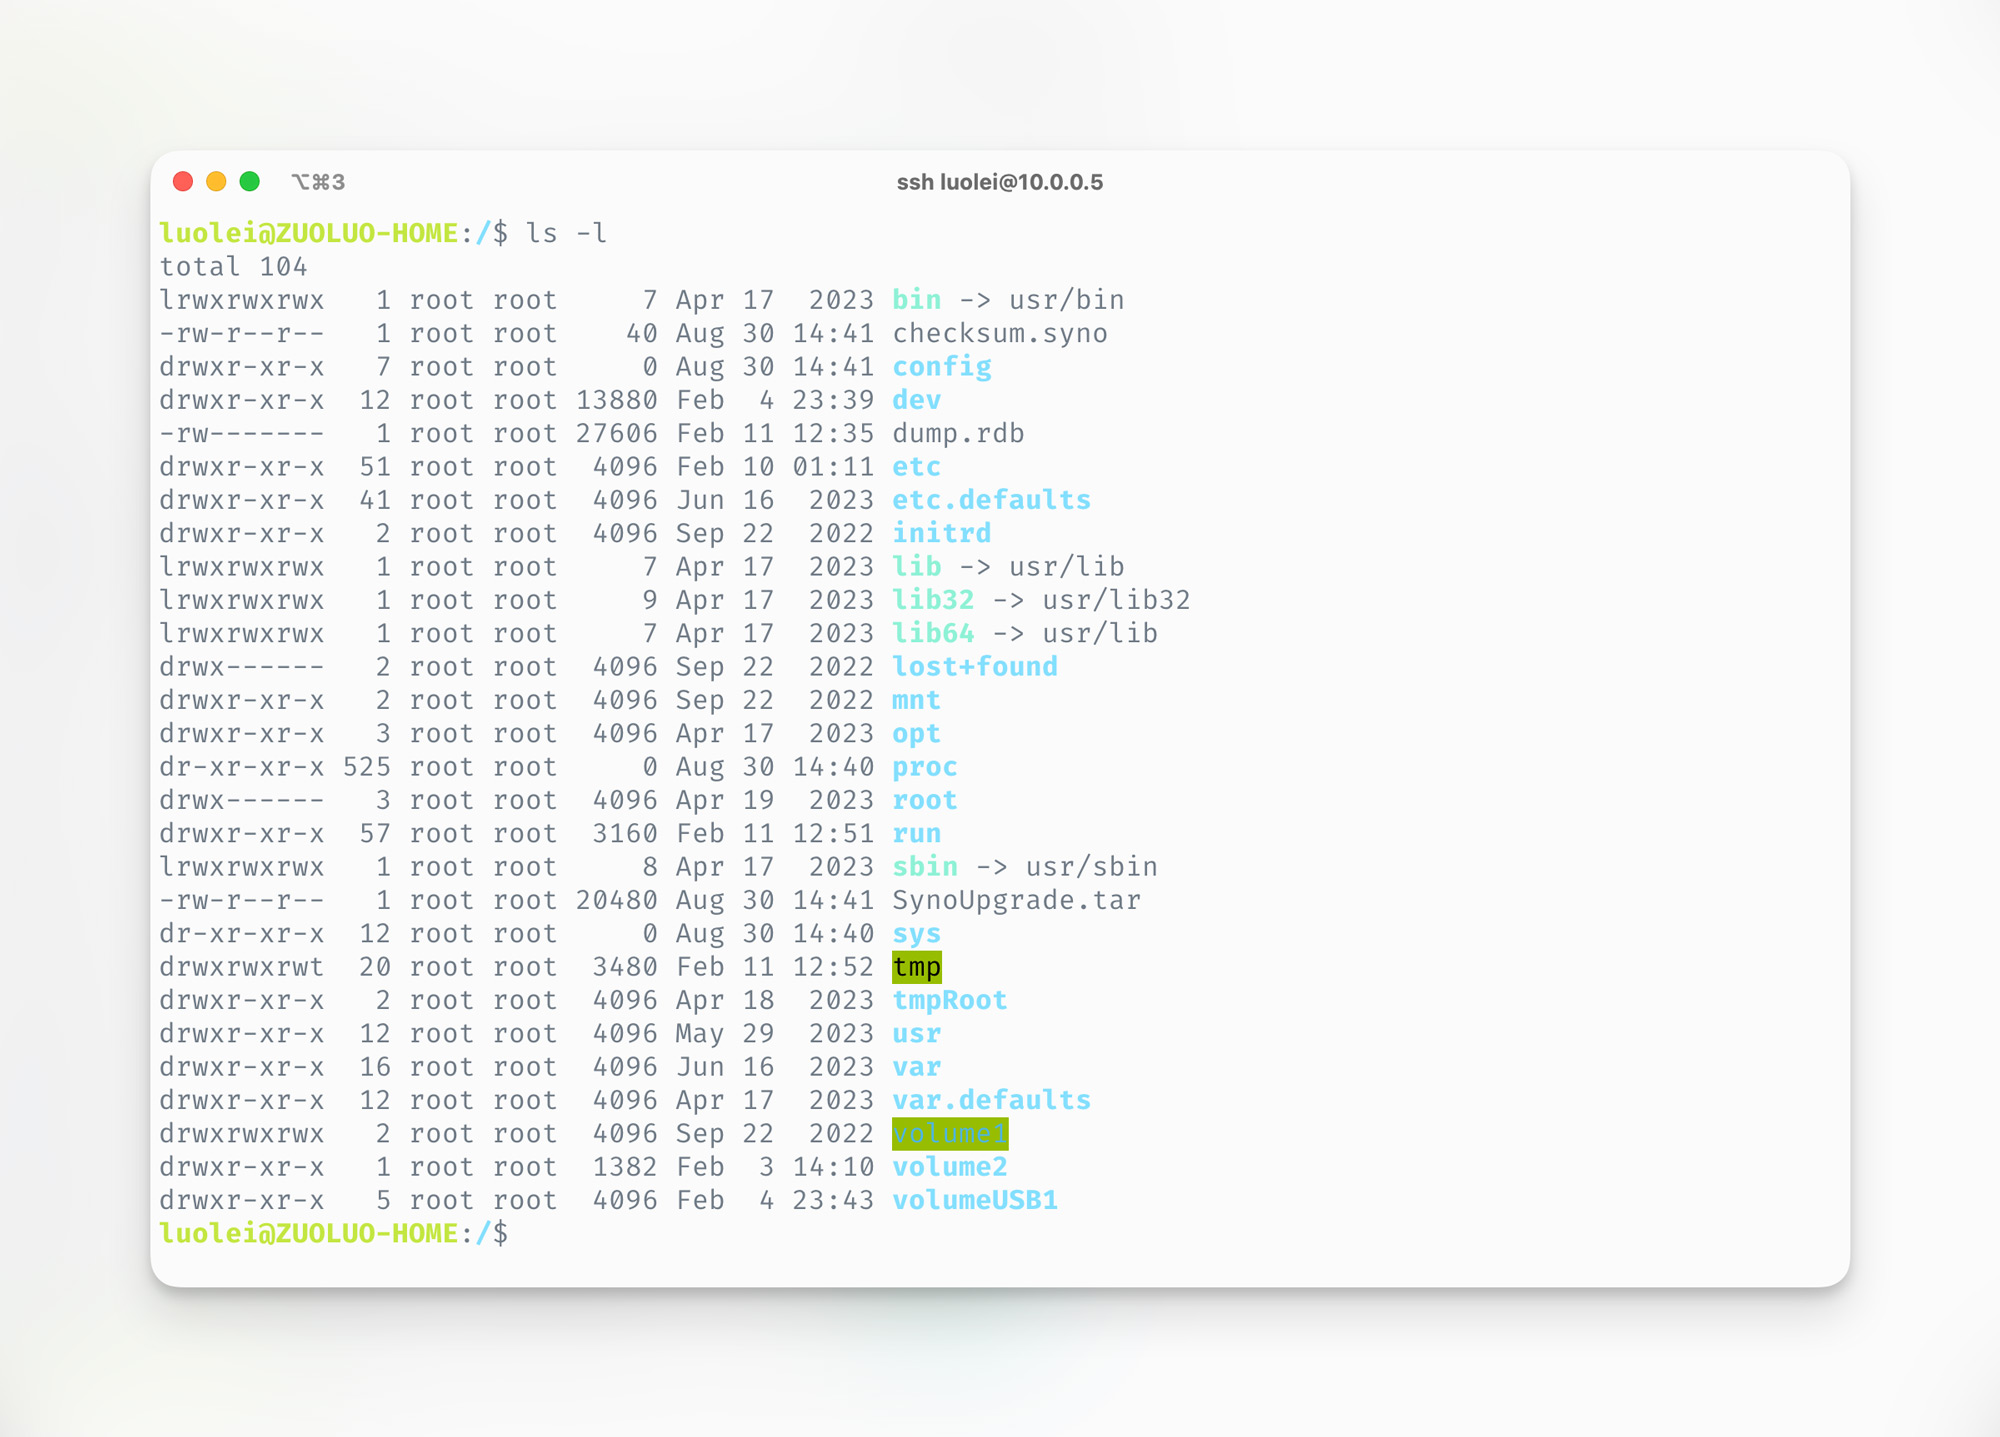 ⌥⌘3
ssh luolei@10.0.0.5
luolei@ZUOLUO-HOME:/$ ls -l
total 104
lrwxrwxrwx   1 root root     7 Apr 17  2023 bin -> usr/bin
-rw-r--r--   1 root root    40 Aug 30 14:41 checksum.syno
drwxr-xr-x   7 root root     0 Aug 30 14:41 config
drwxr-xr-x  12 root root 13880 Feb  4 23:39 dev
-rw-------   1 root root 27606 Feb 11 12:35 dump.rdb
drwxr-xr-x  51 root root  4096 Feb 10 01:11 etc
drwxr-xr-x  41 root root  4096 Jun 16  2023 etc.defaults
drwxr-xr-x   2 root root  4096 Sep 22  2022 initrd
lrwxrwxrwx   1 root root     7 Apr 17  2023 lib -> usr/lib
lrwxrwxrwx   1 root root     9 Apr 17  2023 lib32 -> usr/lib32
lrwxrwxrwx   1 root root     7 Apr 17  2023 lib64 -> usr/lib
drwx------   2 root root  4096 Sep 22  2022 lost+found
drwxr-xr-x   2 root root  4096 Sep 22  2022 mnt
drwxr-xr-x   3 root root  4096 Apr 17  2023 opt
dr-xr-xr-x 525 root root     0 Aug 30 14:40 proc
drwx------   3 root root  4096 Apr 19  2023 root
drwxr-xr-x  57 root root  3160 Feb 11 12:51 run
lrwxrwxrwx   1 root root     8 Apr 17  2023 sbin -> usr/sbin
-rw-r--r--   1 root root 20480 Aug 30 14:41 SynoUpgrade.tar
dr-xr-xr-x  12 root root     0 Aug 30 14:40 sys
drwxrwxrwt  20 root root  3480 Feb 11 12:52 tmp
drwxr-xr-x   2 root root  4096 Apr 18  2023 tmpRoot
drwxr-xr-x  12 root root  4096 May 29  2023 usr
drwxr-xr-x  16 root root  4096 Jun 16  2023 var
drwxr-xr-x  12 root root  4096 Apr 17  2023 var.defaults
drwxrwxrwx   2 root root  4096 Sep 22  2022 volume1
drwxr-xr-x   1 root root  1382 Feb  3 14:10 volume2
drwxr-xr-x   5 root root  4096 Feb  4 23:43 volumeUSB1
luolei@ZUOLUO-HOME:/$